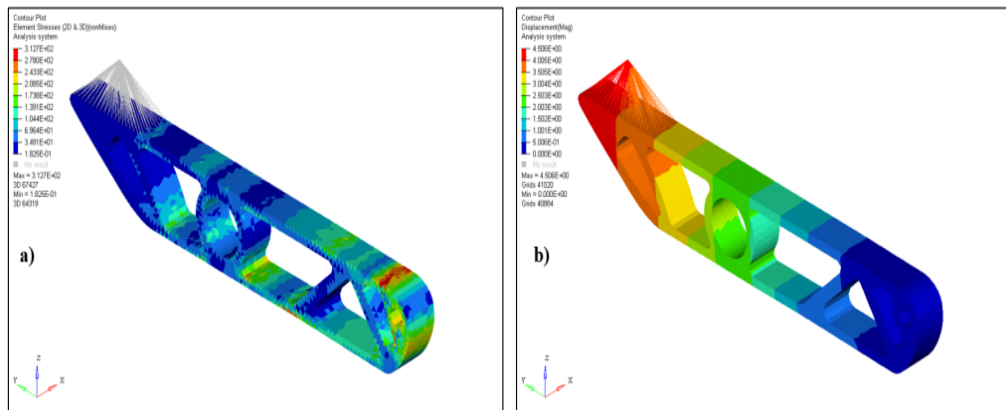 Contour Plot
Element Stresses (2D & 3D)(vonMises)
Analysis system
3.127E+02
2.780E+02
2.433E+02
2.085E+02
1.738E+02
1.391E+02
1.044E+02
6.964E+01
3.491E+01
1.825E-01
No result
Max = 3.127E+02
3D 67427
Min = 1.825E-01
3D 64319
a)
Z
Y
X
Contour Plot
Displacement(Mag)
Analysis system
4.506E+00
4.005E+00
3.505E+00
3.004E+00
2.503E+00
2.003E+00
1.502E+00
1.001E+00
5.006E-01
0.000E+00
No result
Max = 4.506E+00
Grids 41020
Min = 0.000E+00
Grids 40884
b)
Z
Y
X